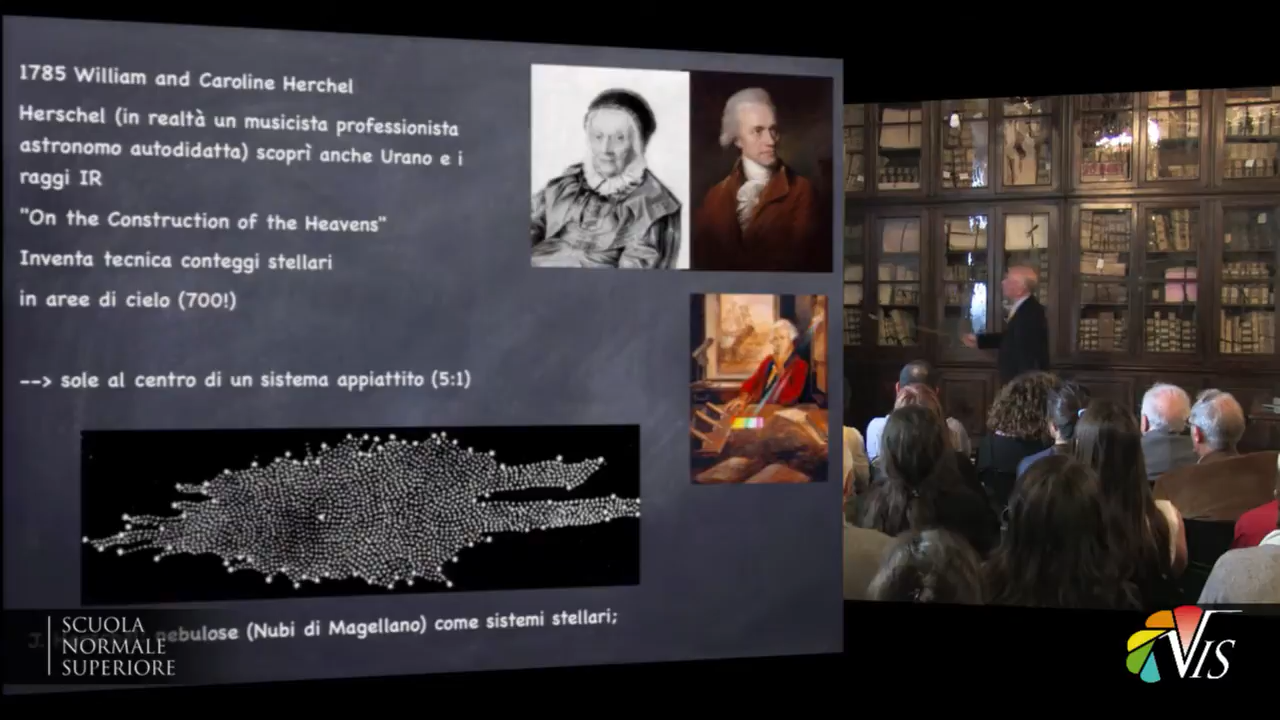 1785 William and Caroline Herchel
Herschel (in realtà un musicista professionista
astronomo autodidatta) scoprì anche Urano e i
raggi IR
"On the Construction of the Heavens"
Inventa tecnica conteggi stellari
in aree di cielo (700!)
--> sole al centro di un sistema appiattito (5:1)
nebulose (Nubi di Magellano) come sistemi stellari;
SCUOLA
NORMALE
SUPERIORE
VIS